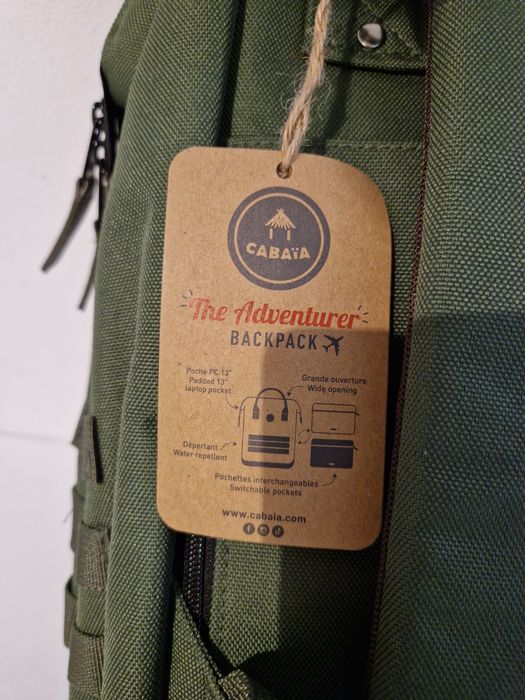 CABAÏA
The Adventurer
BACKPACK
Poche PC 13"
Padded 13"
laptop pocket
Grande ouverture
Wide opening
Déperlant
Water repellent
Pochettes interchangeables
Switchable pockets
www.cabaia.com